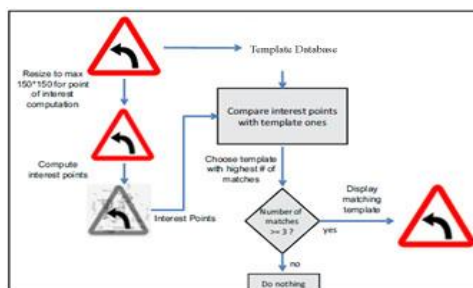 Resize to max
150*150 for point
of interest
computation
Template Database
Compare interest points
with template ones
Compute
interest points
Interest Points
Choose template
with highest # of
matches
Number of
matches
>= 3 ?
yes
Display
matching
template
no
Do nothing